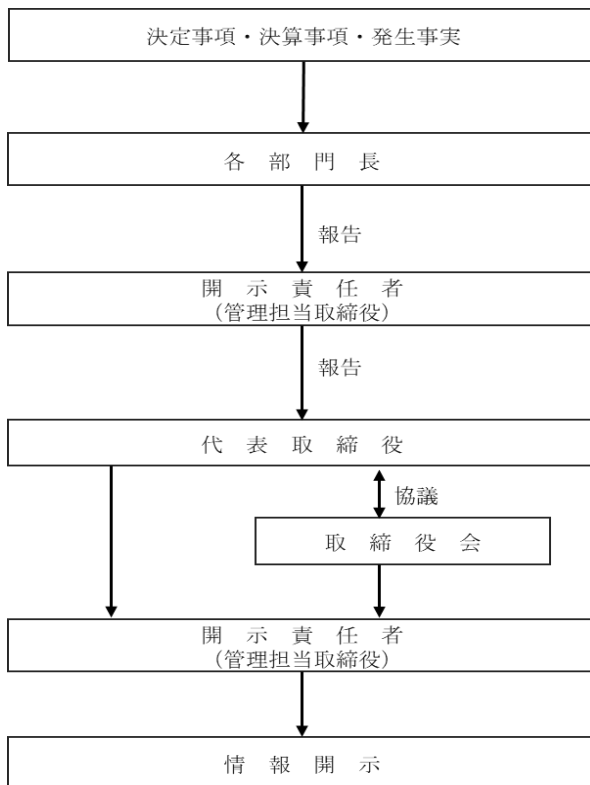 決定事項・決算事項・発生事実
各部門長
報告
開示責任者
(管理担当取締役)
報告
代表取締役
協議
取締役会
開示責任者
(管理担当取締役)
情報開示